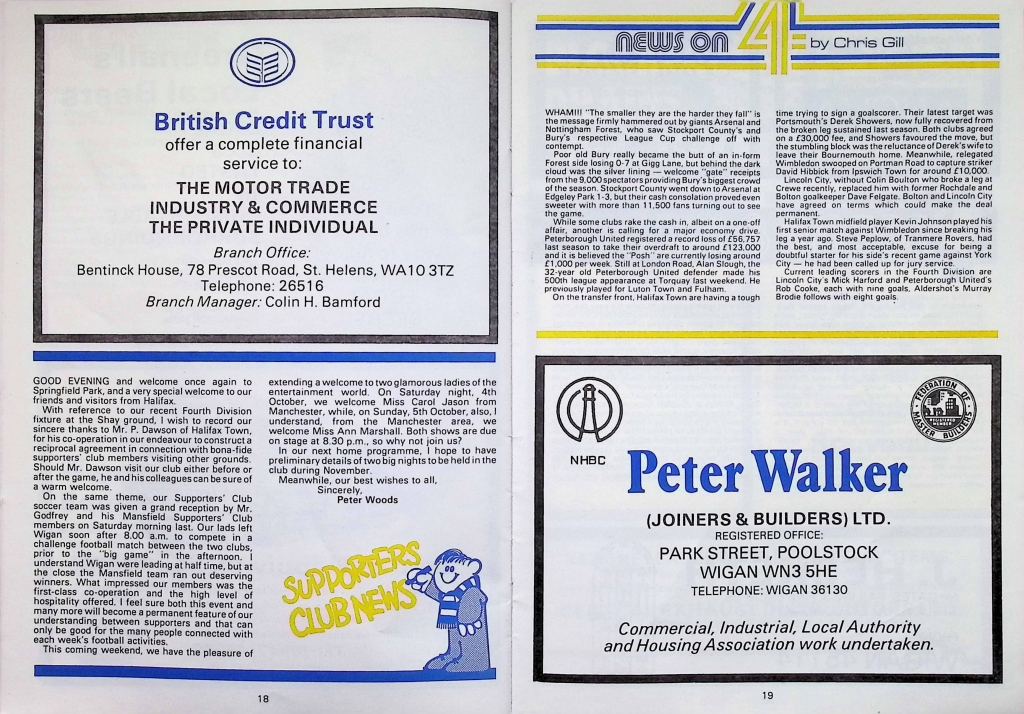 British Credit Trust
offer a complete financial
service to:
THE MOTOR TRADE
INDUSTRY & COMMERCE
THE PRIVATE INDIVIDUAL
Branch Office:
Bentinck House, 78 Prescot Road, St. Helens, WA10 3TZ
Telephone: 26516
Branch Manager: Colin H. Bamford
GOOD EVENING and welcome once again to
Springfield Park, and a very special welcome to our
friends and visitors from Halifax.
With reference to our recent Fourth Division
fixture at the Shay ground, I wish to record our
sincere thanks to Mr. P. Dawson of Halifax Town,
for his co-operation in our endeavour to construct a
reciprocal agreement in connection with bona-fide
supporters' club members visiting other grounds.
Should Mr. Dawson visit our club either before or
after the game, he and his colleagues can be sure of
a warm welcome.
On the same theme, our Supporters' Club
soccer team was given a grand reception by Mr.
Godfrey and his Mansfield Supporters' Club
members on Saturday morning last. Our lads left
Wigan soon after 8.00 a.m. to compete in a
challenge football match between the two clubs,
prior to the "big game" in the afternoon. I
understand Wigan were leading at half time, but at
the close the Mansfield team ran out deserving
winners. What impressed our members was the
first-class co-operation and the high level of
hospitality offered. I feel sure both this event and
many more will become a permanent feature of our
understanding between supporters and that can
only be good for the many people connected with
each week's football activities.
This coming weekend, we have the pleasure of
extending a welcome to two glamorous ladies of the
entertainment world. On Saturday night, 4th
October, we welcome Miss Carol Jason from
Manchester, while, on Sunday, 5th October, also, I
understand, from the Manchester area, we
welcome Miss Ann Marshall. Both shows are due
on stage at 8.30 p.m., so why not join us?
In our next home programme, I hope to have
preliminary details of two big nights to be held in the
club during November.
Meanwhile, our best wishes to all,
Sincerely,
Peter Woods
SUPPORTERS
CLUB NEWS
18
NEWS ON 4 by Chris Gill
WHAM!!! "The smaller they are the harder they fall" is
the message firmly hammered out by giants Arsenal and
Nottingham Forest, who saw Stockport County's and
Bury's respective League Cup challenge off with
contempt.
Poor old Bury really became the butt of an in-form
Forest side losing 0-7 at Gigg Lane, but behind the dark
cloud was the silver lining — welcome "gate" receipts
from the 9,000 spectators providing Bury's biggest crowd
of the season. Stockport County went down to Arsenal at
Edgeley Park 1-3, but their cash consolation proved even
sweeter with more than 11,500 fans turning out to see
the game.
While some clubs rake the cash in, albeit on a one-off
affair, another is calling for a major economy drive.
Peterborough United registered a record loss of £56,757
last season to take their overdraft to around £123,000
and it is believed the "Posh" are currently losing around
£1,000 per week. Still at London Road, Alan Slough, the
32-year old Peterborough United defender made his
500th league appearance at Torquay last weekend. He
previously played for Luton Town and Fulham.
On the transfer front, Halifax Town are having a tough
time trying to sign a goalscorer. Their latest target was
Portsmouth's Derek Showers, now fully recovered from
the broken leg sustained last season. Both clubs agreed
on a £30,000 fee, and Showers favoured the move, but
the stumbling block was the reluctance of Derek's wife to
leave their Bournemouth home. Meanwhile, relegated
Wimbledon swooped on Portman Road to capture striker
David Hibbick from Ipswich Town for around £10,000.
Lincoln City, without Colin Boulton who broke a leg at
Crewe recently, replaced him with former Rochdale and
Bolton goalkeeper Dave Felgate. Bolton and Lincoln City
have agreed on terms which could make the deal
permanent.
Halifax Town midfield player Kevin Johnson played his
first senior match against Wimbledon since breaking his
leg a year ago. Steve Peplow, of Tranmere Rovers, had
the best, and most acceptable, excuse for being a
doubtful starter for his side's recent game against York
City — he had been called up for jury service.
Current leading scorers in the Fourth Division are
Lincoln City's Mick Harford and Peterborough United's
Rob Cooke, each with nine goals, Aldershot's Murray
Brodie follows with eight goals.
NHBC
FEDERATION OF
MASTER BUILDERS
Peter Walker
(JOINERS & BUILDERS) LTD.
REGISTERED OFFICE:
PARK STREET, POOLSTOCK
WIGAN WN3 5HE
TELEPHONE: WIGAN 36130
Commercial, Industrial, Local Authority
and Housing Association work undertaken.
19